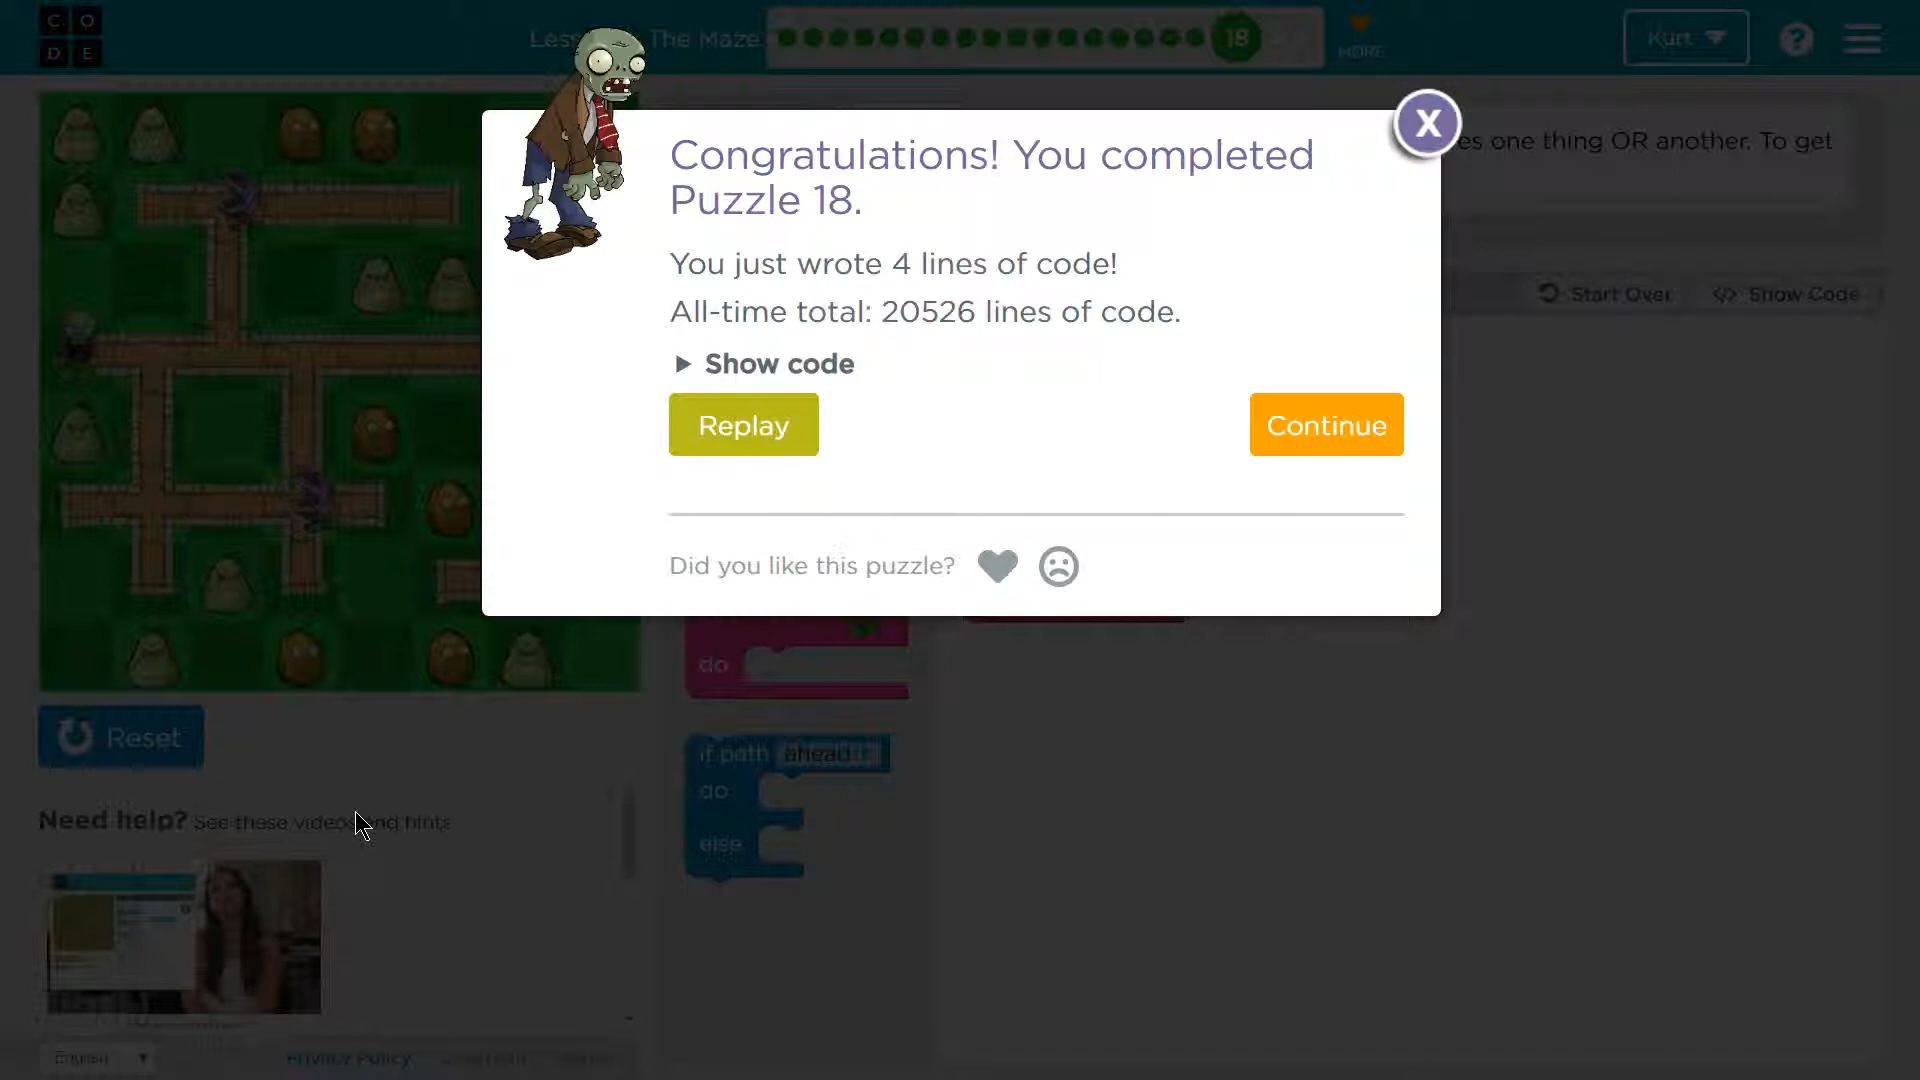 C O
D E
The Maze
18
MORE
Kurt
?
X
Congratulations! You completed
Puzzle 18.
es one thing OR another. To get
You just wrote 4 lines of code!
All-time total: 20526 lines of code.
Start Over
Show Code
Show code
Replay
Continue
Did you like this puzzle?
do
Reset
if path ahead
do
else
Need help? See these videos and hints
English
Privacy Policy